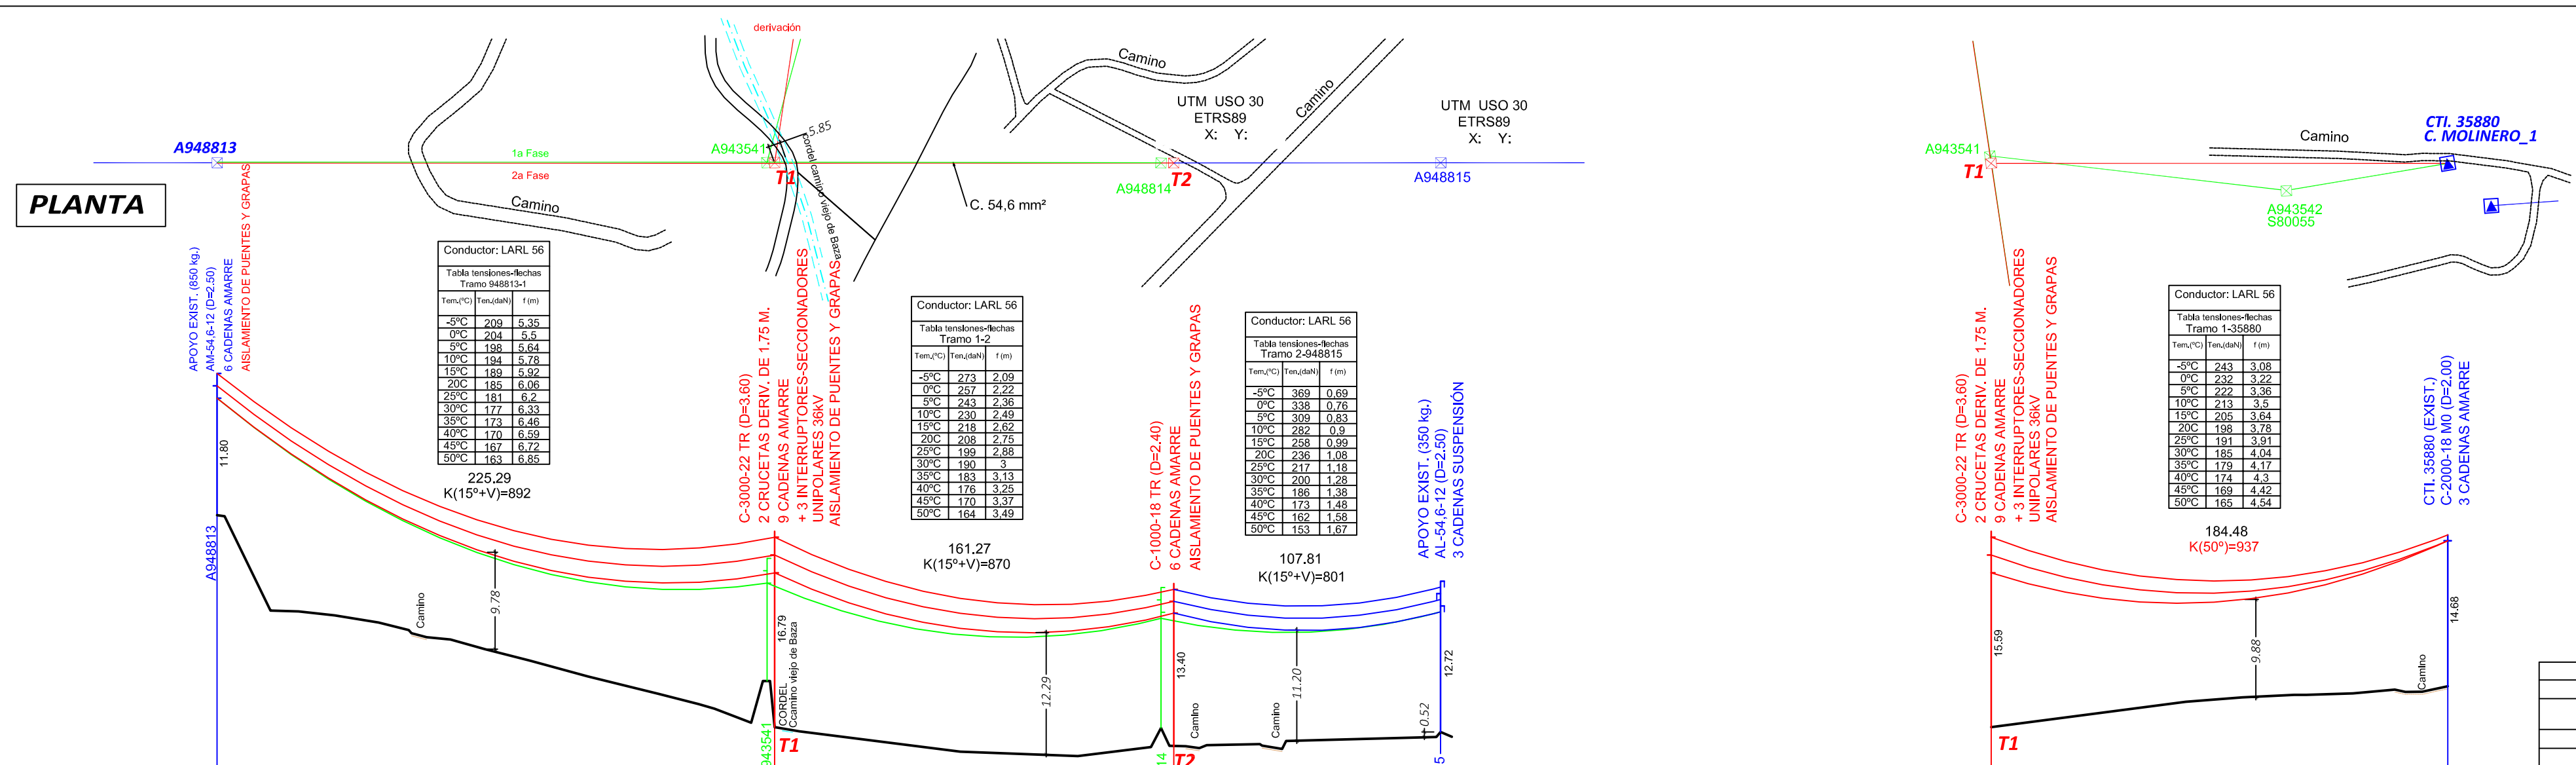 PLANTA
A948813
derivación
1a Fase
2a Fase
Camino
A943541
T1
5.85
cordel camino viejo de Baza
C. 54,6 mm²
Camino
Camino
UTM USO 30
ETRS89
X: Y:
A948814
T2
UTM USO 30
ETRS89
X: Y:
A948815
A943541
T1
Camino
CTI. 35880
C. MOLINERO_1
A943542
S80055
APOYO EXIST. (850 kg.)
AM-54,6-12 (D=2.50)
6 CADENAS AMARRE
AISLAMIENTO DE PUENTES Y GRAPAS
11.80
A948813
Conductor: LARL 56
Tabla tensiones-flechas
Tramo 948813-1
Tem.(ºC) Ten.(daN) f (m)
-5ºC 209 5,35
0ºC 204 5,5
5ºC 198 5,64
10ºC 194 5,78
15ºC 189 5,92
20C 185 6,06
25ºC 181 6,2
30ºC 177 6,33
35ºC 173 6,46
40ºC 170 6,59
45ºC 167 6,72
50ºC 163 6,85
225.29
K(15º+V)=892
Camino
9.78
C-3000-22 TR (D=3.60)
2 CRUCETAS DERIV. DE 1.75 M.
9 CADENAS AMARRE
+ 3 INTERRUPTORES-SECCIONADORES
UNIPOLARES 36kV
AISLAMIENTO DE PUENTES Y GRAPAS
16.79
CORDEL
Ccamino viejo de Baza
943541
T1
Conductor: LARL 56
Tabla tensiones-flechas
Tramo 1-2
Tem.(ºC) Ten.(daN) f (m)
-5ºC 273 2,09
0ºC 257 2,22
5ºC 243 2,36
10ºC 230 2,49
15ºC 218 2,62
20C 208 2,75
25ºC 199 2,88
30ºC 190 3
35ºC 183 3,13
40ºC 176 3,25
45ºC 170 3,37
50ºC 164 3,49
161.27
K(15º+V)=870
12.29
C-1000-18 TR (D=2.40)
6 CADENAS AMARRE
AISLAMIENTO DE PUENTES Y GRAPAS
13.40
14
T2
Camino
Conductor: LARL 56
Tabla tensiones-flechas
Tramo 2-948815
Tem.(ºC) Ten.(daN) f (m)
-5ºC 369 0,69
0ºC 338 0,76
5ºC 309 0,83
10ºC 282 0,9
15ºC 258 0,99
20C 236 1,08
25ºC 217 1,18
30ºC 200 1,28
35ºC 186 1,38
40ºC 173 1,48
45ºC 162 1,58
50ºC 153 1,67
107.81
K(15º+V)=801
Camino
11.20
0.52
APOYO EXIST. (350 kg.)
AL-54,6-12 (D=2.50)
3 CADENAS SUSPENSIÓN
12.72
5
C-3000-22 TR (D=3.60)
2 CRUCETAS DERIV. DE 1.75 M.
9 CADENAS AMARRE
+ 3 INTERRUPTORES-SECCIONADORES
UNIPOLARES 36kV
AISLAMIENTO DE PUENTES Y GRAPAS
15.59
T1
Conductor: LARL 56
Tabla tensiones-flechas
Tramo 1-35880
Tem.(ºC) Ten.(daN) f (m)
-5ºC 243 3,08
0ºC 232 3,22
5ºC 222 3,36
10ºC 213 3,5
15ºC 205 3,64
20C 198 3,78
25ºC 191 3,91
30ºC 185 4,04
35ºC 179 4,17
40ºC 174 4,3
45ºC 169 4,42
50ºC 165 4,54
184.48
K(50º)=937
9.88
Camino
CTI. 35880 (EXIST.)
C-2000-18 M0 (D=2.00)
3 CADENAS AMARRE
14.68